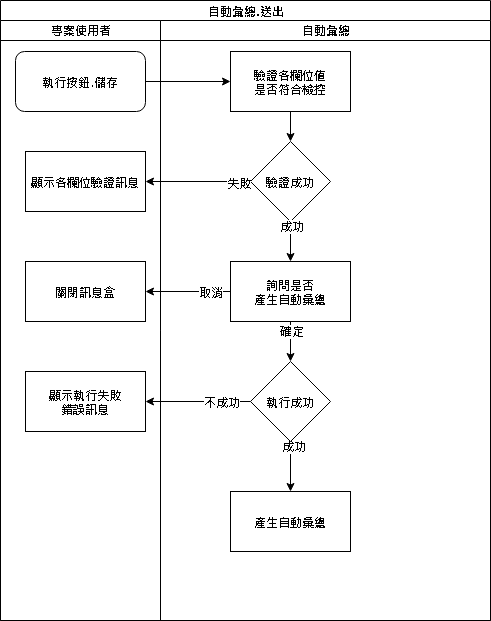 自動彙總.送出
專案使用者
自動彙總
執行按鈕.儲存
驗證各欄位值
是否符合檢控
驗證成功
失敗
顯示各欄位驗證訊息
成功
詢問是否
產生自動彙總
取消
關閉訊息盒
確定
執行成功
不成功
顯示執行失敗
錯誤訊息
成功
產生自動彙總